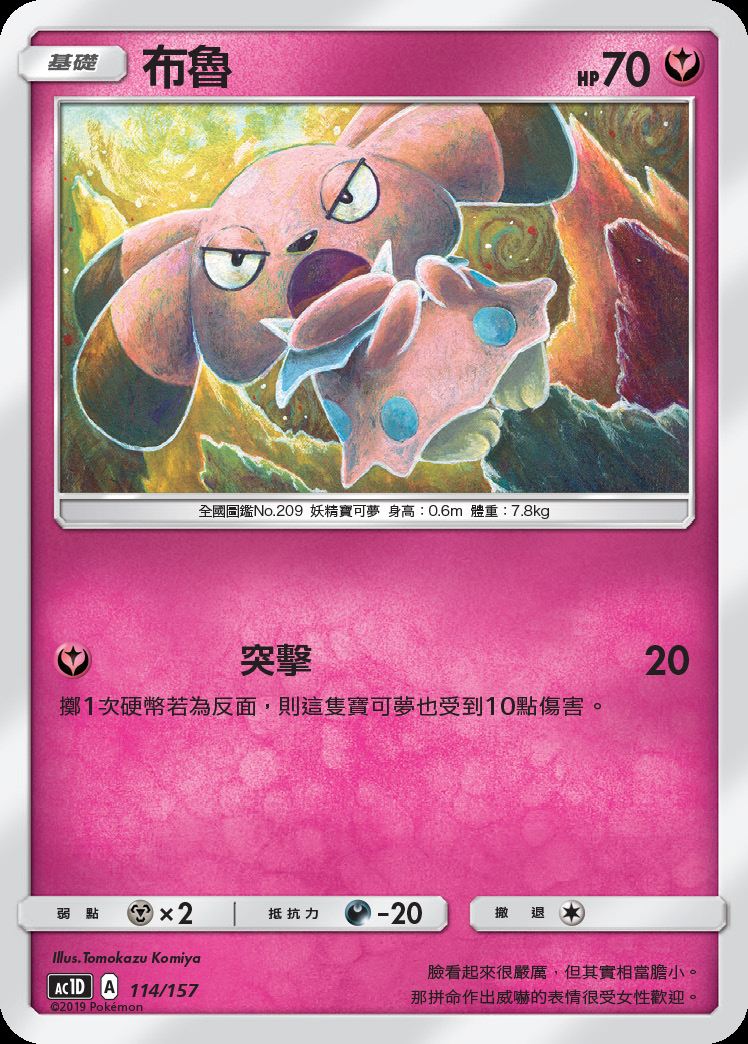 基礎 布魯 HP70
全國圖鑑No.209 妖精寶可夢 身高：0.6m 體重：7.8kg
突擊 20
擲1次硬幣若為反面，則這隻寶可夢也受到10點傷害。
弱點 ×2 抵抗力 -20 撤退
Illus.Tomokazu Komiya
臉看起來很嚴厲，但其實相當膽小。
那拼命作出威嚇的表情很受女性歡迎。
AC1D A 114/157
©2019 Pokémon